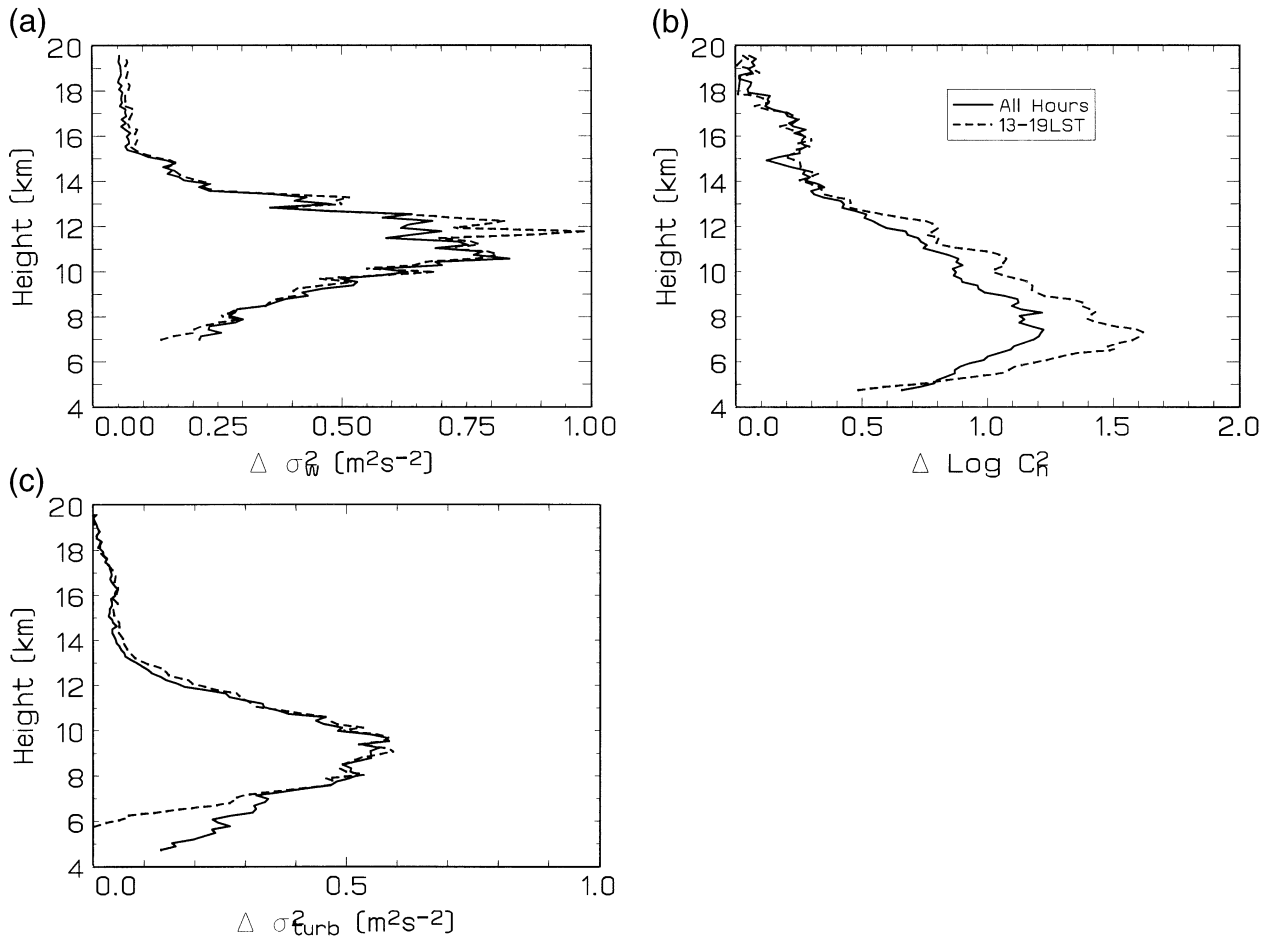 (a)
20
18
16
14
12
10
8
6
4
Height (km)
0.00 0.25 0.50 0.75 1.00
Δ σ²w (m²s⁻²)
(b)
20
18
16
14
12
10
8
6
4
Height (km)
All Hours
13-19LST
0.0 0.5 1.0 1.5 2.0
Δ Log C²n
(c)
20
18
16
14
12
10
8
6
4
Height (km)
0.0 0.5 1.0
Δ σ²turb (m²s⁻²)